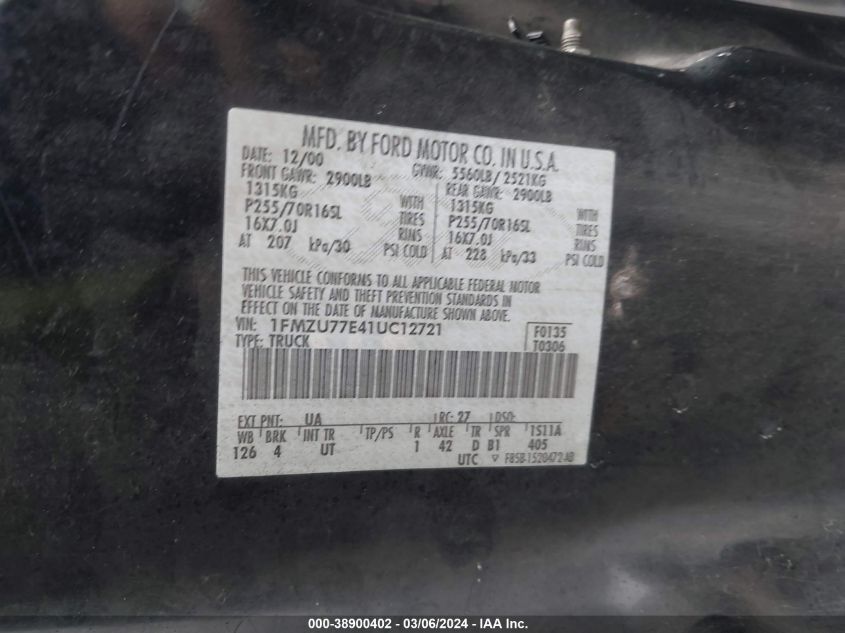 MFD. BY FORD MOTOR CO. IN U.S.A.
DATE: 12/00 GVWR: 5560LB/ 2521KG
FRONT GAWR: 2900LB REAR GAWR: 2900LB
1315KG WITH 1315KG WITH
P255/70R16SL TIRES P255/70R16SL TIRES
16X7.0J RINS 16X7.0J RINS
AT 207 kPa/30 PSI COLD AT 228 kPa/33 PSI COLD
THIS VEHICLE CONFORMS TO ALL APPLICABLE FEDERAL MOTOR
VEHICLE SAFETY AND THEFT PREVENTION STANDARDS IN
EFFECT ON THE DATE OF MANUFACTURE SHOWN ABOVE.
VIN: 1FMZU77E41UC12721 F0135
TYPE: TRUCK T0306
EXT PNT: UA RC: 27 DSO:
WB BRK INT TR TP/PS R AXLE TR SPR 1S11A
126 4 UT 1 42 D B1 405
UTC ▽ F85B-1520472-AB
000-38900402 - 03/06/2024 - IAA Inc.